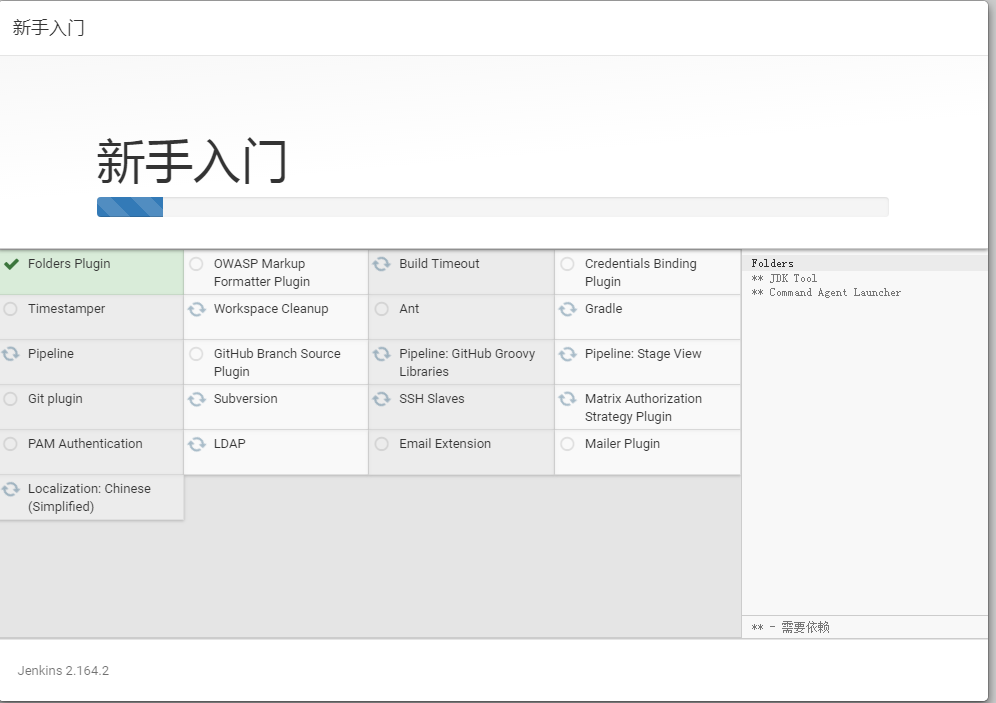 新手入门
新手入门
Folders Plugin
OWASP Markup
Formatter Plugin
Build Timeout
Credentials Binding
Plugin
Timestamper
Workspace Cleanup
Ant
Gradle
Pipeline
GitHub Branch Source
Plugin
Pipeline: GitHub Groovy
Libraries
Pipeline: Stage View
Git plugin
Subversion
SSH Slaves
Matrix Authorization
Strategy Plugin
PAM Authentication
LDAP
Email Extension
Mailer Plugin
Localization: Chinese
(Simplified)
Folders
** JDK Tool
** Command Agent Launcher
** - 需要依赖
Jenkins 2.164.2